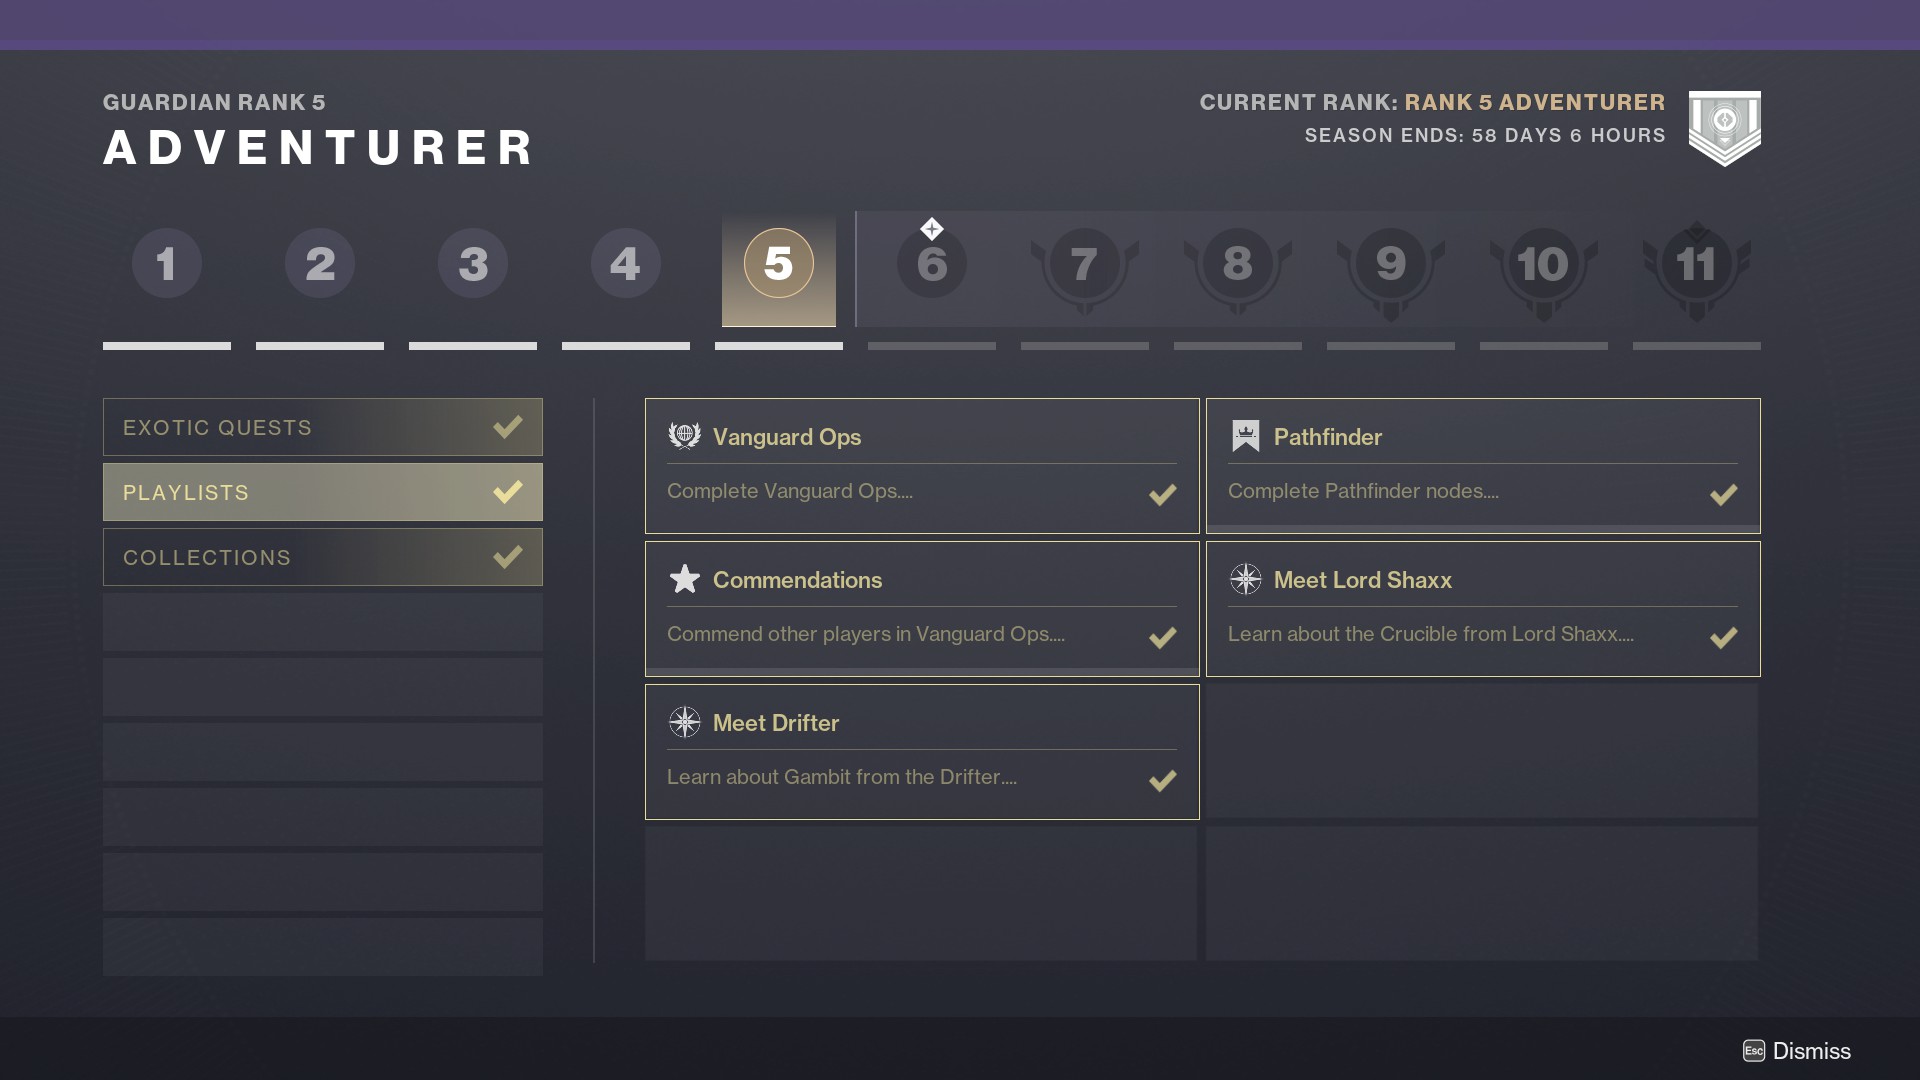 GUARDIAN RANK 5
ADVENTURER
CURRENT RANK: RANK 5 ADVENTURER
SEASON ENDS: 58 DAYS 6 HOURS
1 2 3 4 5 6 7 8 9 10 11
EXOTIC QUESTS
PLAYLISTS
COLLECTIONS
Vanguard Ops
Complete Vanguard Ops....
Pathfinder
Complete Pathfinder nodes....
Commendations
Commend other players in Vanguard Ops....
Meet Lord Shaxx
Learn about the Crucible from Lord Shaxx....
Meet Drifter
Learn about Gambit from the Drifter....
Esc Dismiss